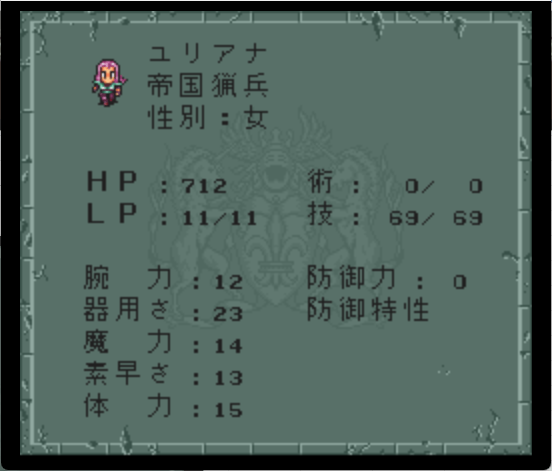 ユリアナ
帝国猟兵
性別：女
HP：712 術： 0/ 0
LP：11/11 技： 69/ 69
腕 力：12 防御力： 0
器用さ：23 防御特性
魔 力：14
素早さ：13
体 力：15